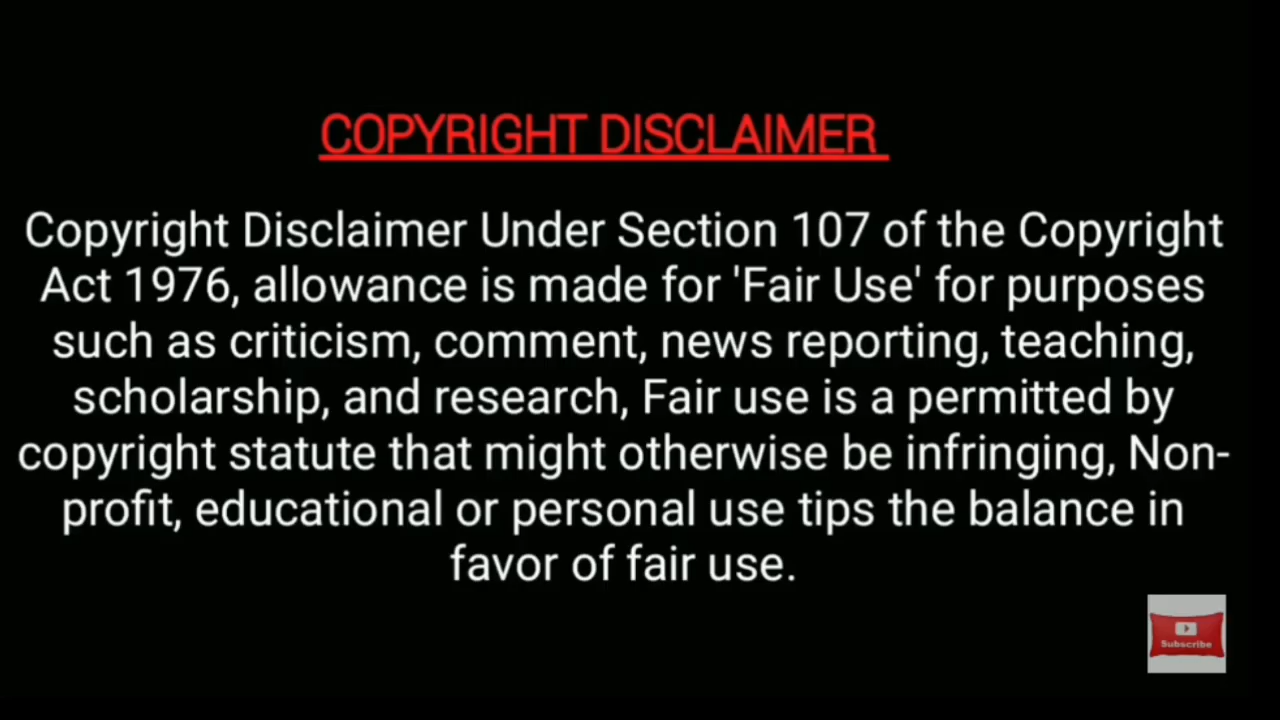 COPYRIGHT DISCLAIMER
Copyright Disclaimer Under Section 107 of the Copyright
Act 1976, allowance is made for 'Fair Use' for purposes
such as criticism, comment, news reporting, teaching,
scholarship, and research, Fair use is a permitted by
copyright statute that might otherwise be infringing, Non-
profit, educational or personal use tips the balance in
favor of fair use.
Subscribe